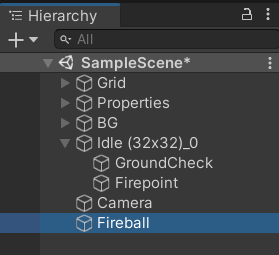 Hierarchy
All
SampleScene*
Grid
Properties
BG
Idle (32x32)_0
GroundCheck
Firepoint
Camera
Fireball